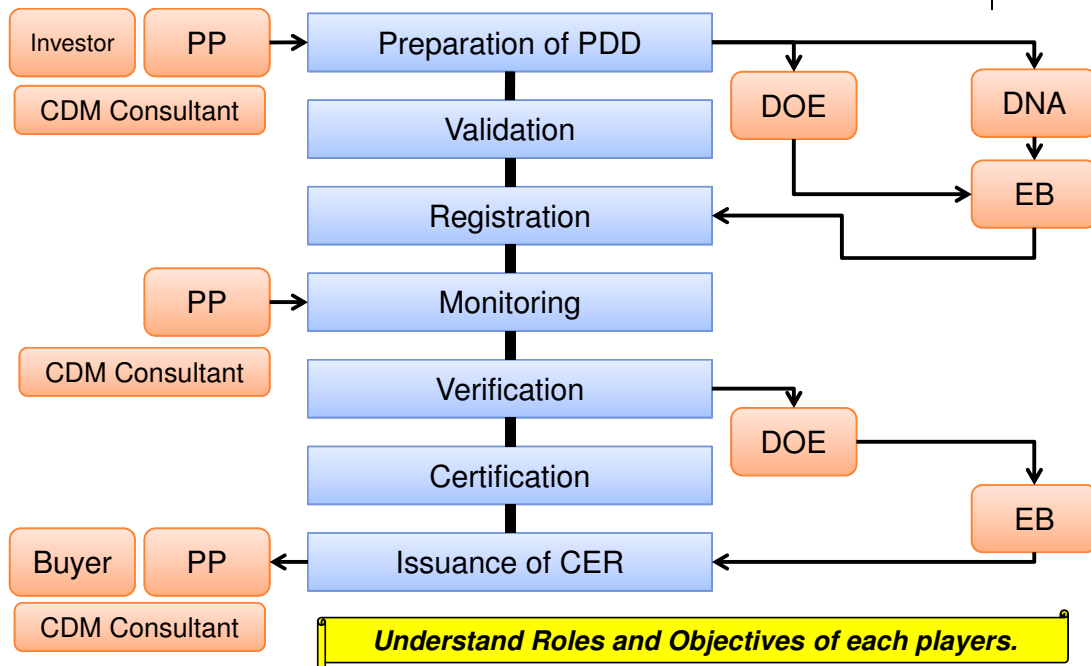 Investor
PP
Preparation of PDD
CDM Consultant
DOE
DNA
Validation
EB
Registration
PP
Monitoring
CDM Consultant
Verification
DOE
Certification
EB
Buyer
PP
Issuance of CER
CDM Consultant
Understand Roles and Objectives of each players.